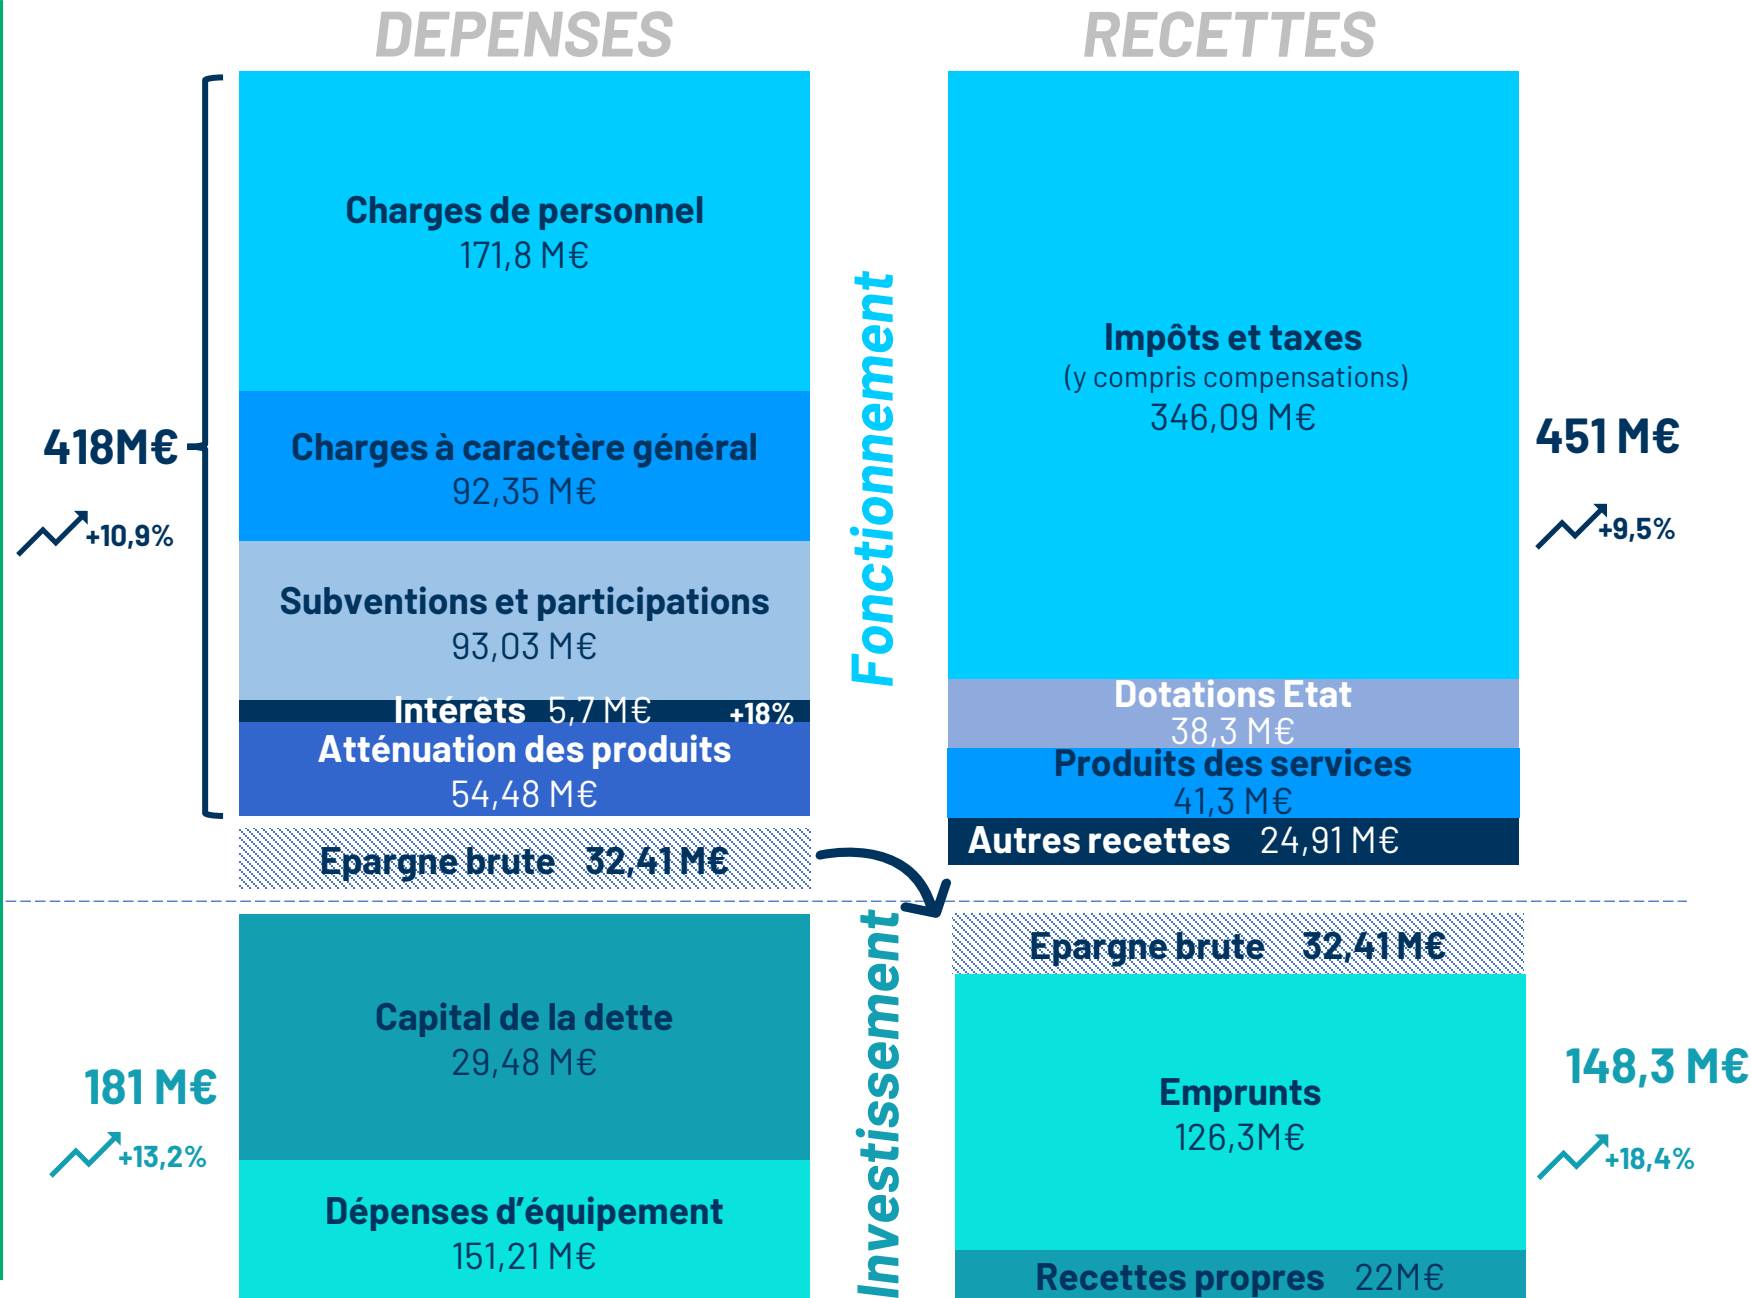 DEPENSES
RECETTES
Charges de personnel
171,8 M€
Charges à caractère général
92,35 M€
Subventions et participations
93,03 M€
Intérêts 5,7 M€ +18%
Atténuation des produits
54,48 M€
Epargne brute 32,41 M€
418M€
+10,9%
Fonctionnement
Impôts et taxes
(y compris compensations)
346,09 M€
Dotations Etat
38,3 M€
Produits des services
41,3 M€
Autres recettes 24,91 M€
451 M€
+9,5%
Capital de la dette
29,48 M€
Dépenses d’équipement
151,21 M€
181 M€
+13,2%
Investissement
Epargne brute 32,41 M€
Emprunts
126,3M€
Recettes propres 22M€
148,3 M€
+18,4%